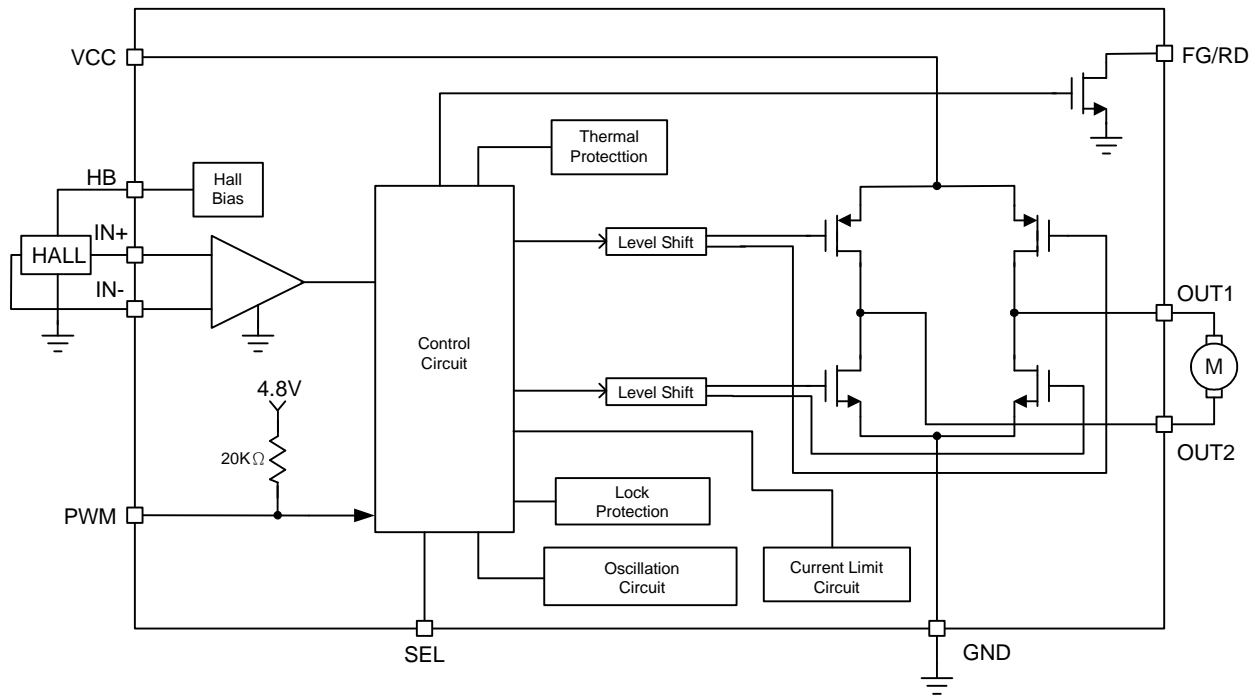 VCC
FG/RD
Thermal
Protecttion
HB
Hall
Bias
IN+
HALL
Level Shift
IN-
OUT1
Control
Circuit
M
4.8V
Level Shift
OUT2
20KΩ
Lock
Protection
PWM
Oscillation
Circuit
Current Limit
Circuit
SEL
GND